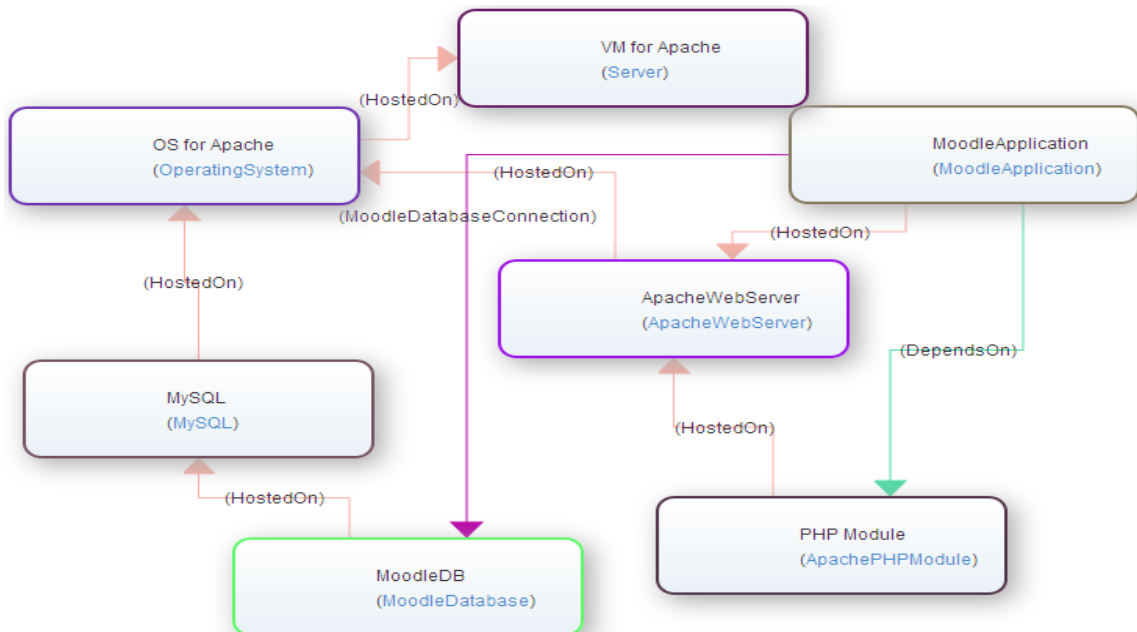 VM for Apache
(Server)
(HostedOn)
OS for Apache
(OperatingSystem)
MoodleApplication
(MoodleApplication)
(HostedOn)
(MoodleDatabaseConnection)
(HostedOn)
(HostedOn)
ApacheWebServer
(ApacheWebServer)
(DependsOn)
MySQL
(MySQL)
(HostedOn)
(HostedOn)
PHP Module
(ApachePHPModule)
MoodleDB
(MoodleDatabase)